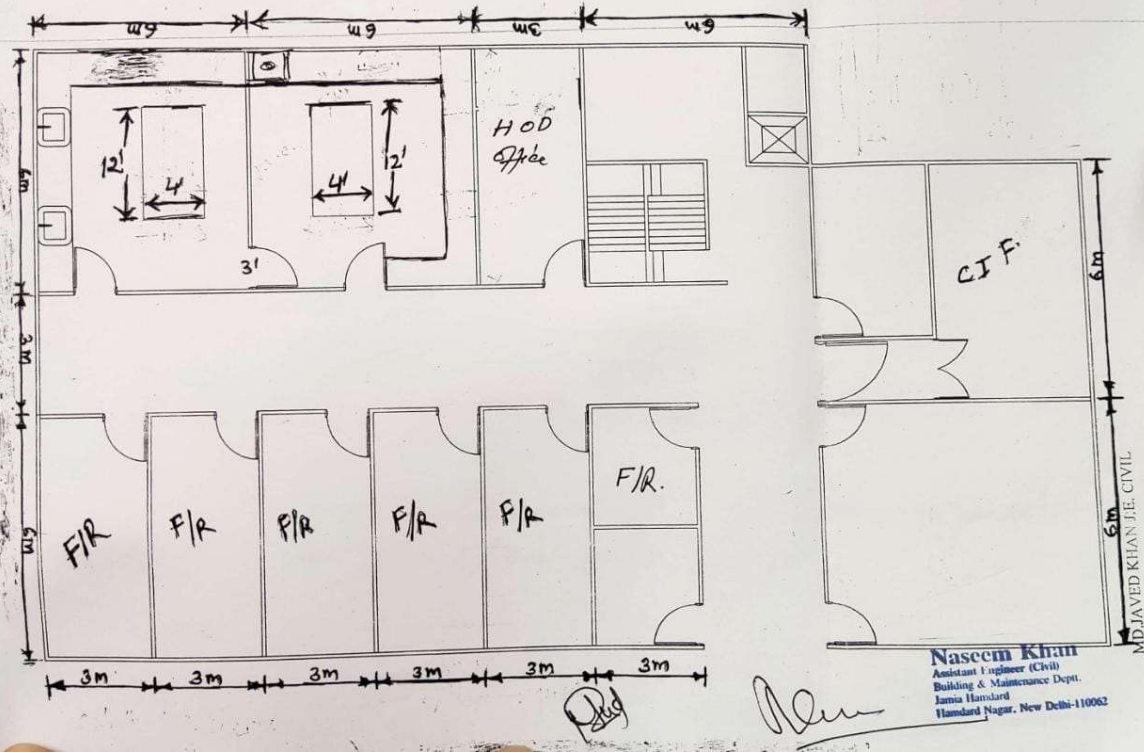 6m
6m
3m
6m
6m
12'
4'
12'
4'
HOD
Office
3'
C I F.
6m
3m
6m
F/R
F/R
F/R
F/R
F/R
F/R.
6m
3m
3m
3m
3m
3m
3m
MD JAVED KHAN J.E. CIVIL
Naseem Khan
Assistant Engineer (Civil)
Building & Maintenance Deptt.
Jamia Hamdard
Hamdard Nagar, New Delhi-110062